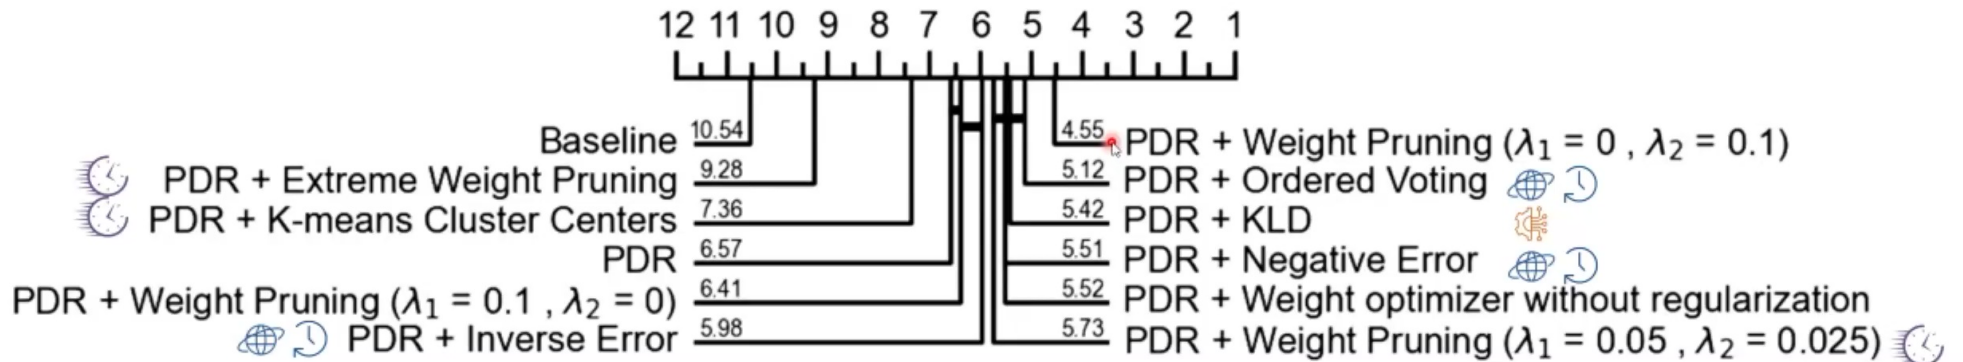 12 11 10 9 8 7 6 5 4 3 2 1
Baseline 10.54
PDR + Extreme Weight Pruning 9.28
PDR + K-means Cluster Centers 7.36
PDR 6.57
PDR + Weight Pruning (λ1 = 0.1 , λ2 = 0) 6.41
PDR + Inverse Error 5.98
4.55 PDR + Weight Pruning (λ1 = 0 , λ2 = 0.1)
5.12 PDR + Ordered Voting
5.42 PDR + KLD
5.51 PDR + Negative Error
5.52 PDR + Weight optimizer without regularization
5.73 PDR + Weight Pruning (λ1 = 0.05 , λ2 = 0.025)